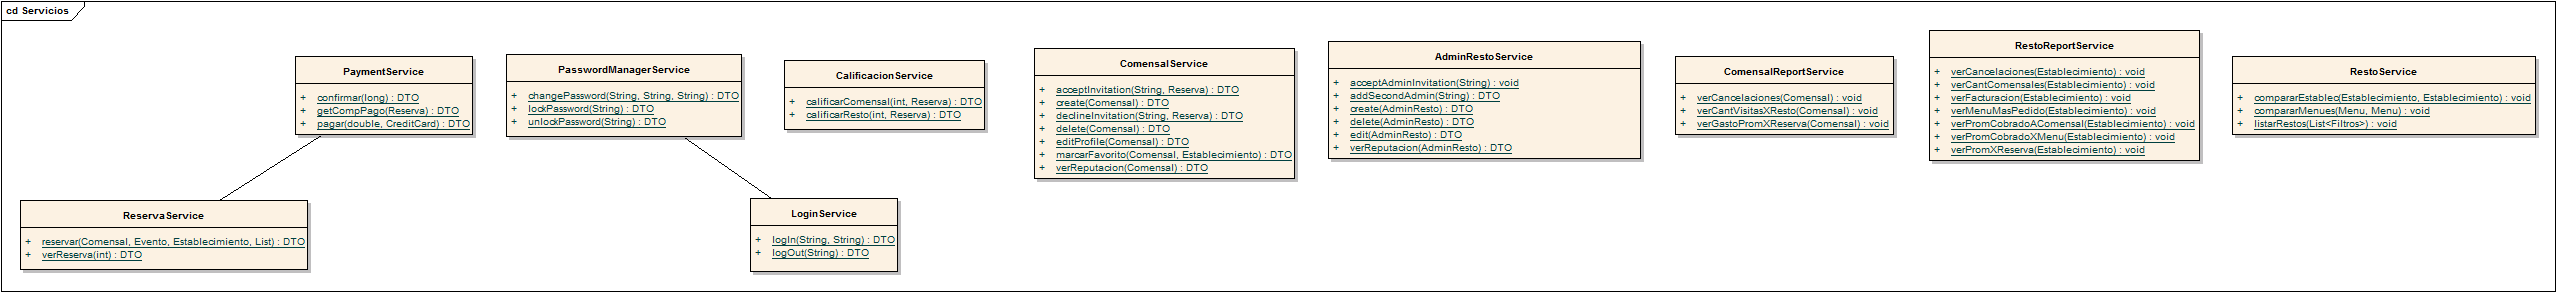 cd Servicios
PaymentService
+ confirmar(long) : DTO
+ getCompPago(Reserva) : DTO
+ pagar(double, CreditCard) : DTO
PasswordManagerService
+ changePassword(String, String, String) : DTO
+ lockPassword(String) : DTO
+ unlockPassword(String) : DTO
CalificacionService
+ calificarComensal(int, Reserva) : DTO
+ calificarResto(int, Reserva) : DTO
ComensalService
+ acceptInvitation(String, Reserva) : DTO
+ create(Comensal) : DTO
+ declineInvitation(String, Reserva) : DTO
+ delete(Comensal) : DTO
+ editProfile(Comensal) : DTO
+ marcarFavorito(Comensal, Establecimiento) : DTO
+ verReputacion(Comensal) : DTO
AdminRestoService
+ acceptAdminInvitation(String) : void
+ addSecondAdmin(String) : DTO
+ create(AdminResto) : DTO
+ delete(AdminResto) : DTO
+ edit(AdminResto) : DTO
+ verReputacion(AdminResto) : DTO
ComensalReportService
+ verCancelaciones(Comensal) : void
+ verCantVisitasXResto(Comensal) : void
+ verGastoPromXReserva(Comensal) : void
RestoReportService
+ verCancelaciones(Establecimiento) : void
+ verCantComensales(Establecimiento) : void
+ verFacturacion(Establecimiento) : void
+ verMenuMasPedido(Establecimiento) : void
+ verPromCobradoAComensal(Establecimiento) : void
+ verPromCobradoXMenu(Establecimiento) : void
+ verPromXReserva(Establecimiento) : void
RestoService
+ compararEstablec(Establecimiento, Establecimiento) : void
+ compararMenues(Menu, Menu) : void
+ listarRestos(List<Filtros>) : void
ReservaService
+ reservar(Comensal, Evento, Establecimiento, List) : DTO
+ verReserva(int) : DTO
LoginService
+ logIn(String, String) : DTO
+ logOut(String) : DTO